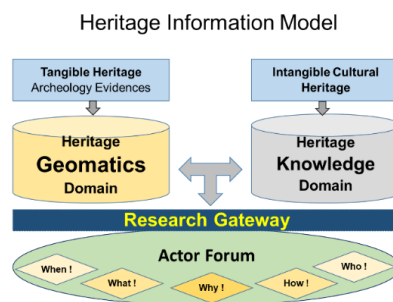 Heritage Information Model
Tangible Heritage
Archeology Evidences
Intangible Cultural
Heritage
Heritage
Geomatics
Domain
Heritage
Knowledge
Domain
Research Gateway
Actor Forum
When !
What !
Why !
How !
Who !